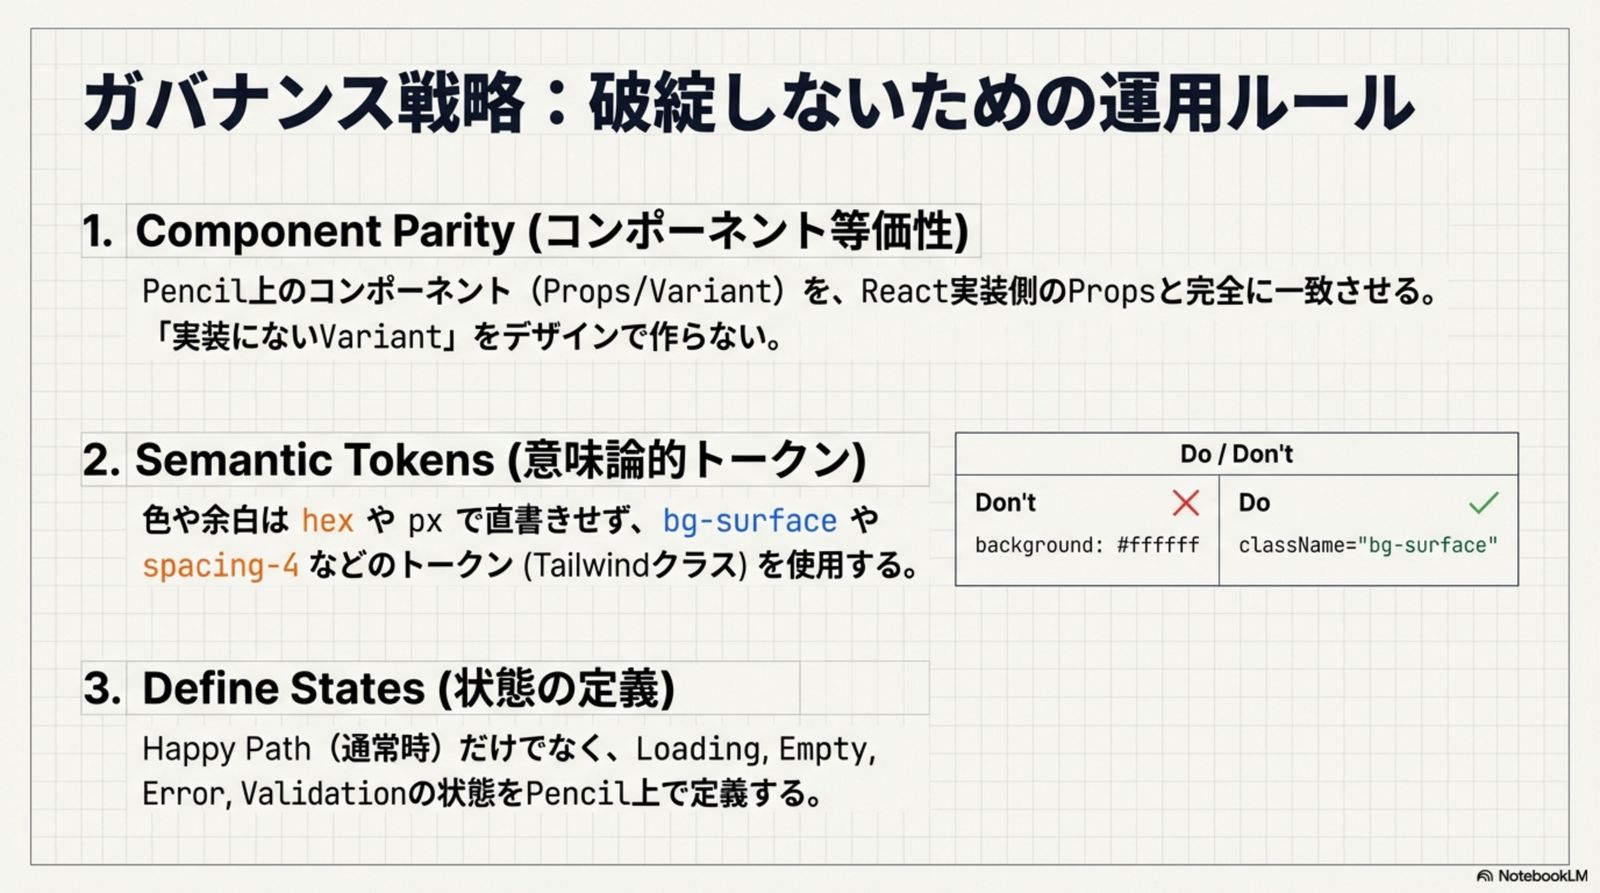 ガバナンス戦略：破綻しないための運用ルール
1. Component Parity (コンポーネント等価性)
Pencil上のコンポーネント（Props/Variant）を、React実装側のPropsと完全に一致させる。
「実装にないVariant」をデザインで作らない。
2. Semantic Tokens (意味論的トークン)
色や余白は hex や px で直書きせず、bg-surface や
spacing-4 などのトークン (Tailwindクラス) を使用する。
Do / Don't
Don't
background: #ffffff
Do
className="bg-surface"
3. Define States (状態の定義)
Happy Path（通常時）だけでなく、Loading, Empty,
Error, Validationの状態をPencil上で定義する。
NotebookLM